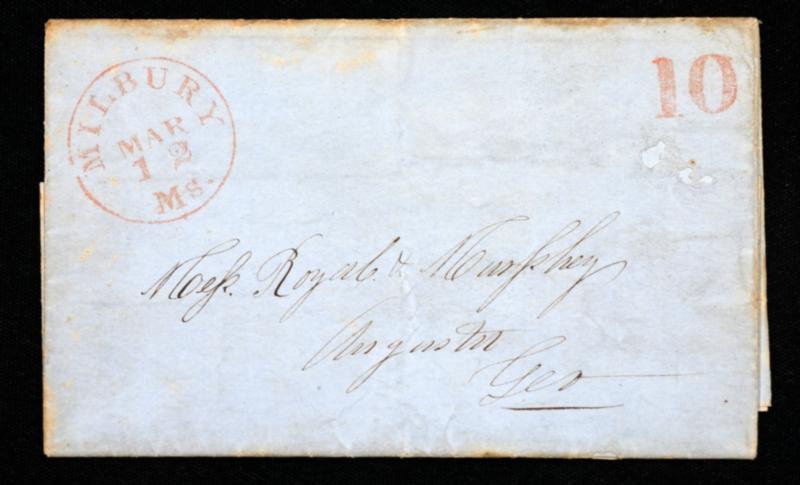 MILBURY
MAR
12
Ms.
10
Mess. Royal & Murphey
Augusta
Geo